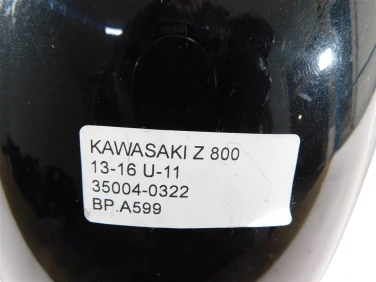 KAWASAKI Z 800
13-16 U-11
35004-0322
BP.A599